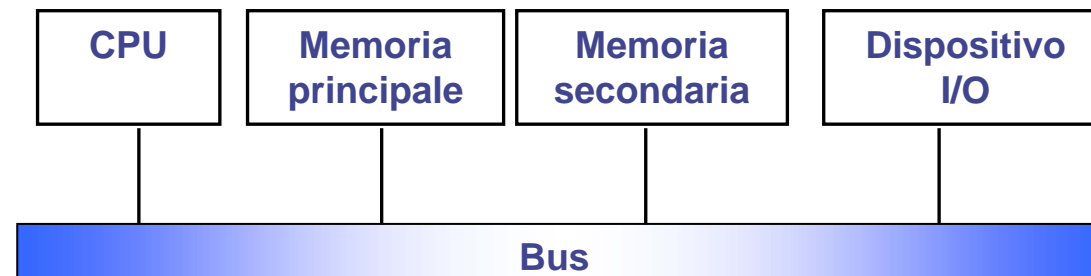 CPU
Memoria
principale
Memoria
secondaria
Dispositivo
I/O
Bus